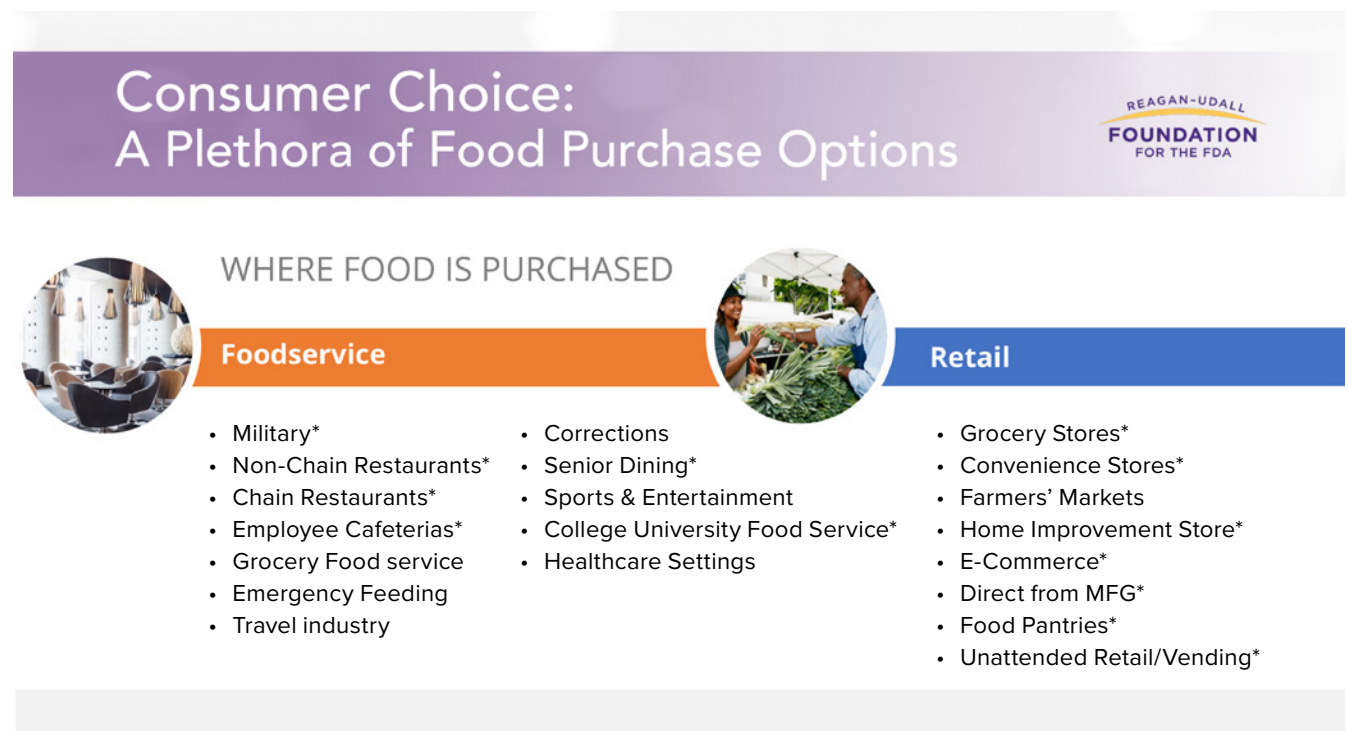 Consumer Choice:
A Plethora of Food Purchase Options
REAGAN-UDALL
FOUNDATION
FOR THE FDA
WHERE FOOD IS PURCHASED
Foodservice
• Military*
• Non-Chain Restaurants*
• Chain Restaurants*
• Employee Cafeterias*
• Grocery Food service
• Emergency Feeding
• Travel industry
• Corrections
• Senior Dining*
• Sports & Entertainment
• College University Food Service*
• Healthcare Settings
Retail
• Grocery Stores*
• Convenience Stores*
• Farmers’ Markets
• Home Improvement Store*
• E-Commerce*
• Direct from MFG*
• Food Pantries*
• Unattended Retail/Vending*